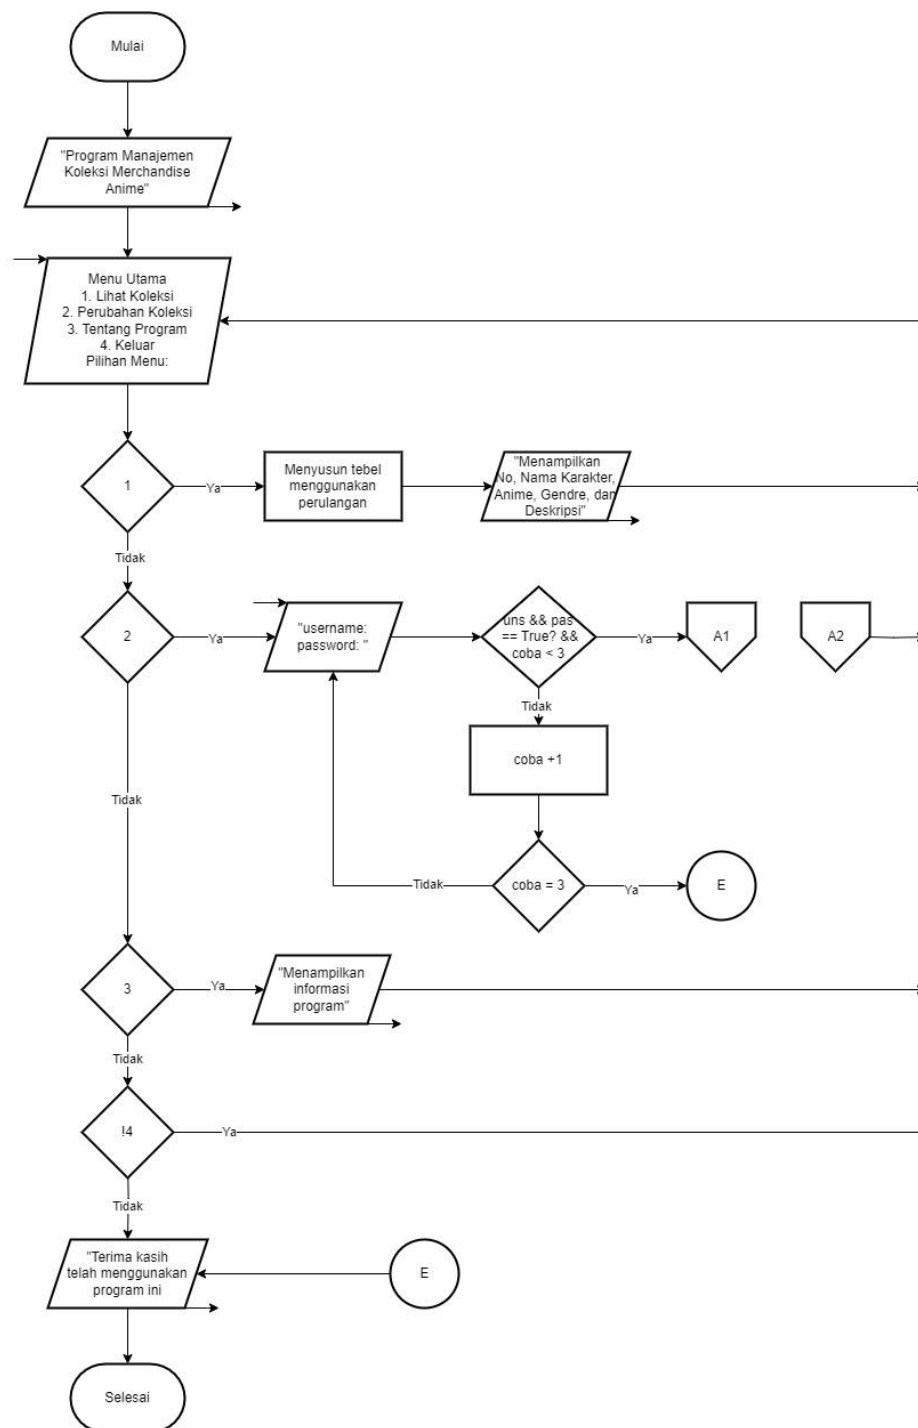 Mulai
"Program Manajemen
Koleksi Merchandise
Anime"
Menu Utama
1. Lihat Koleksi
2. Perubahan Koleksi
3. Tentang Program
4. Keluar
Pilihan Menu:
1
Ya
Menyusun tebel
menggunakan
perulangan
"Menampilkan
No, Nama Karakter,
Anime, Gendre, dan
Deskripsi"
Tidak
2
Ya
"username:
password: "
uns && pas
== True? &&
coba < 3
Ya
A1
A2
Tidak
coba +1
Tidak
coba = 3
Tidak
Ya
E
3
Ya
"Menampilkan
informasi
program"
Tidak
!4
Ya
Tidak
"Terima kasih
telah menggunakan
program ini
E
Selesai